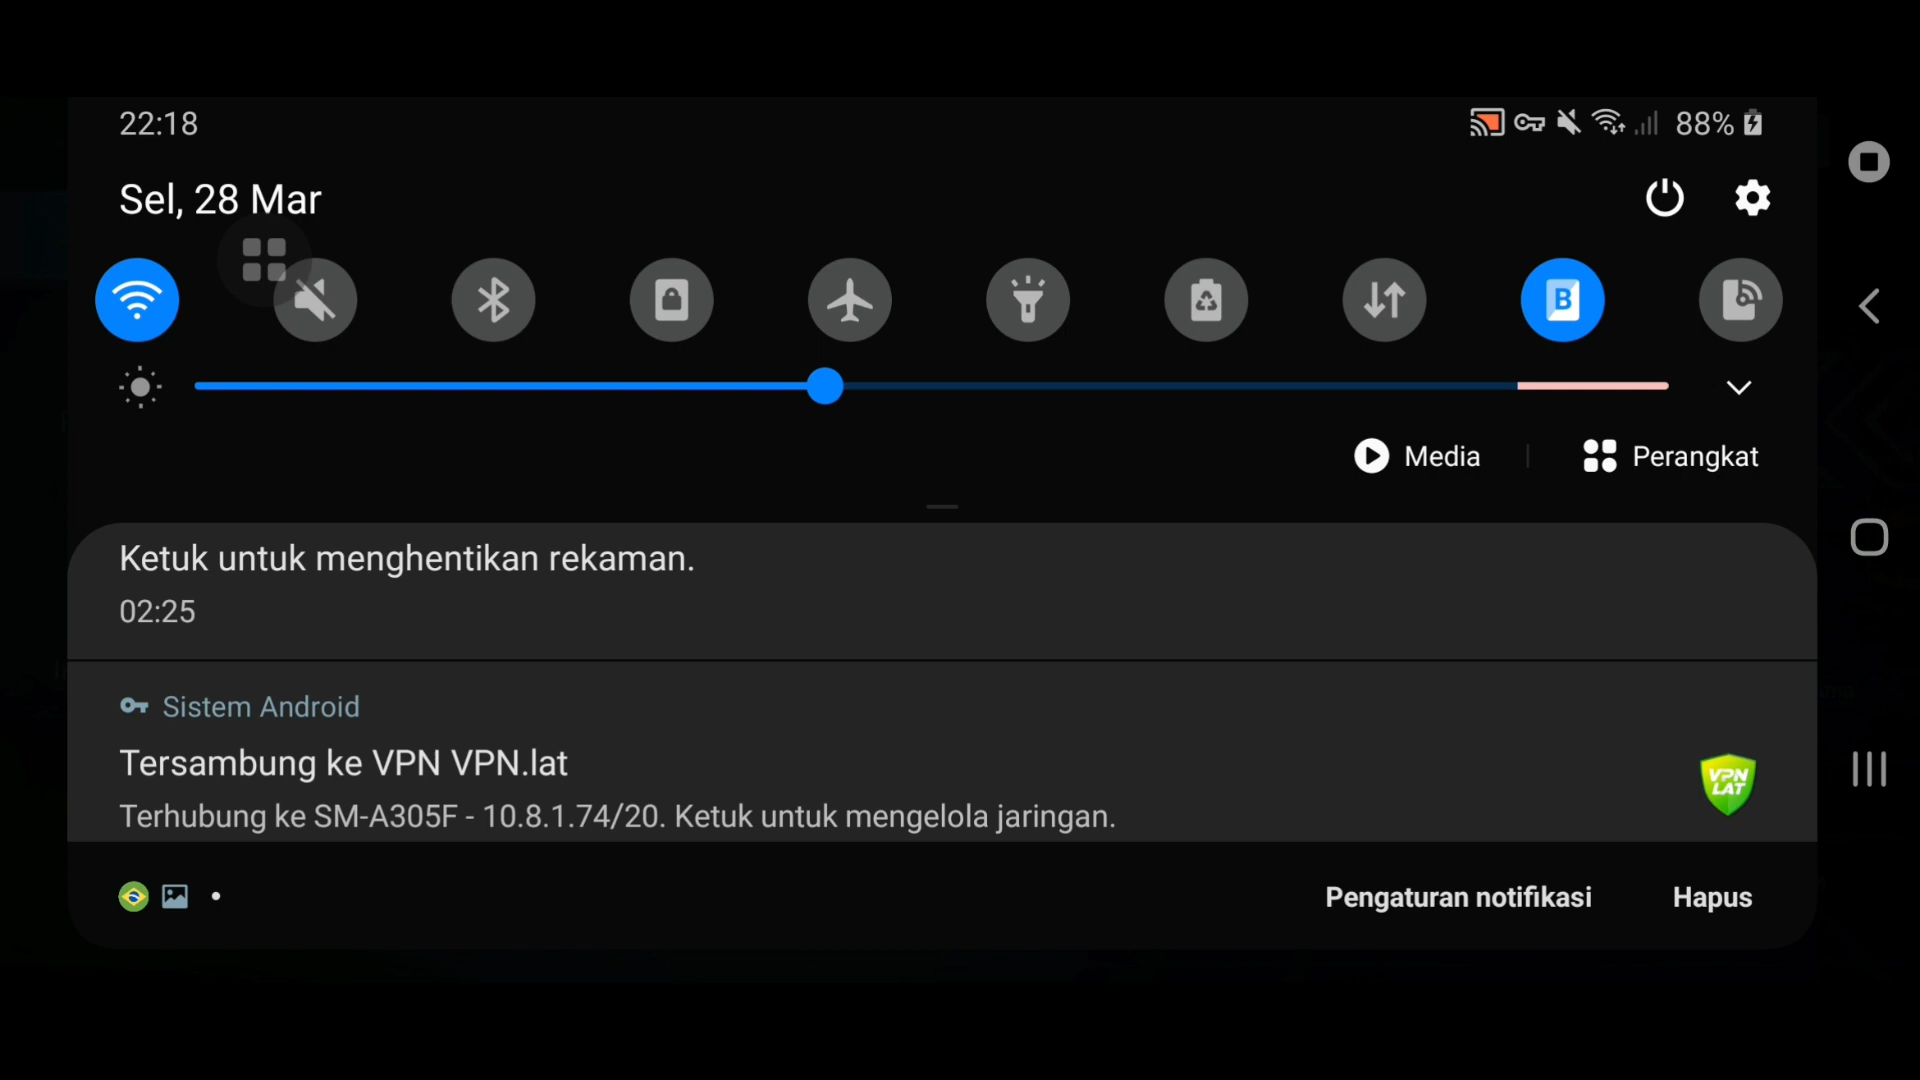 22:18
88%
Sel, 28 Mar
B
Media
Perangkat
Ketuk untuk menghentikan rekaman.
02:25
Sistem Android
Tersambung ke VPN VPN.lat
Terhubung ke SM-A305F - 10.8.1.74/20. Ketuk untuk mengelola jaringan.
VPN
LAT
Pengaturan notifikasi
Hapus